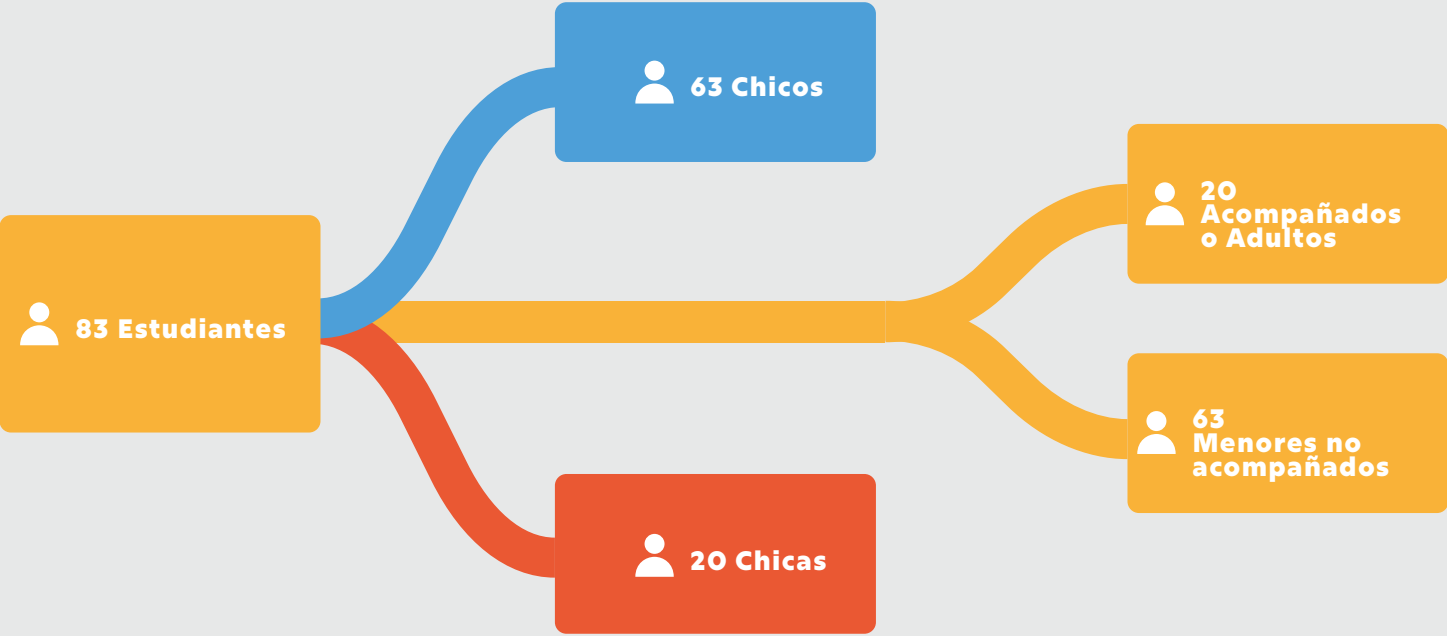 63 Chicos
20
Acompañados
o Adultos
83 Estudiantes
63
Menores no
acompañados
20 Chicas